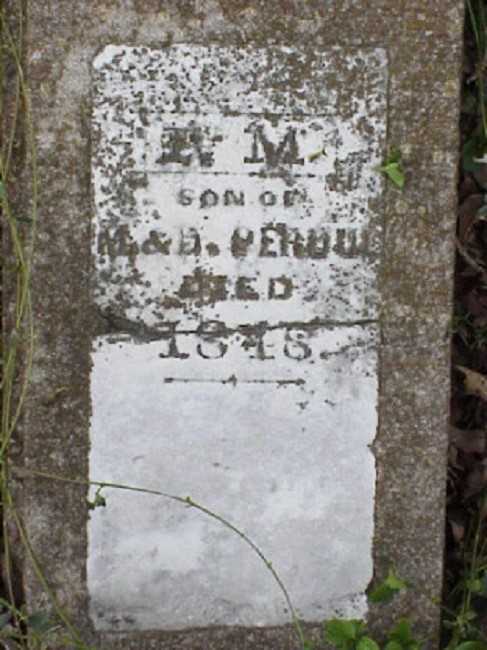 M
SON OF
M. & D. PERDUE
DIED
1848.